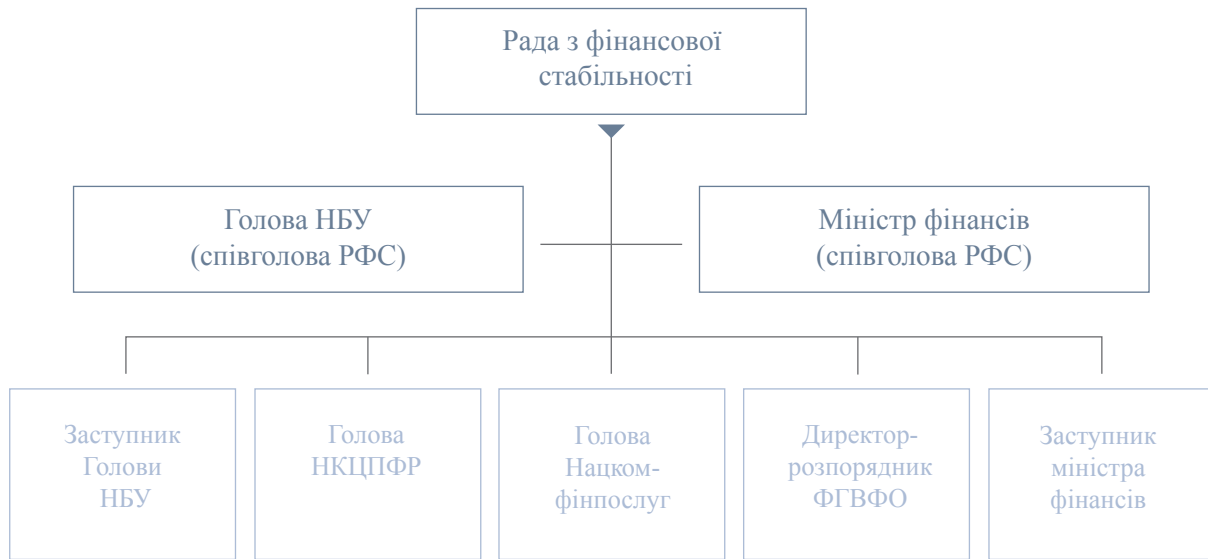 Рада з фінансової
стабільності
Голова НБУ
(співголова РФС)
Міністр фінансів
(співголова РФС)
Заступник
Голови
НБУ
Голова
НКЦПФР
Голова
Нацком-
фінпослуг
Директор-
розпорядник
ФГВФО
Заступник
міністра
фінансів